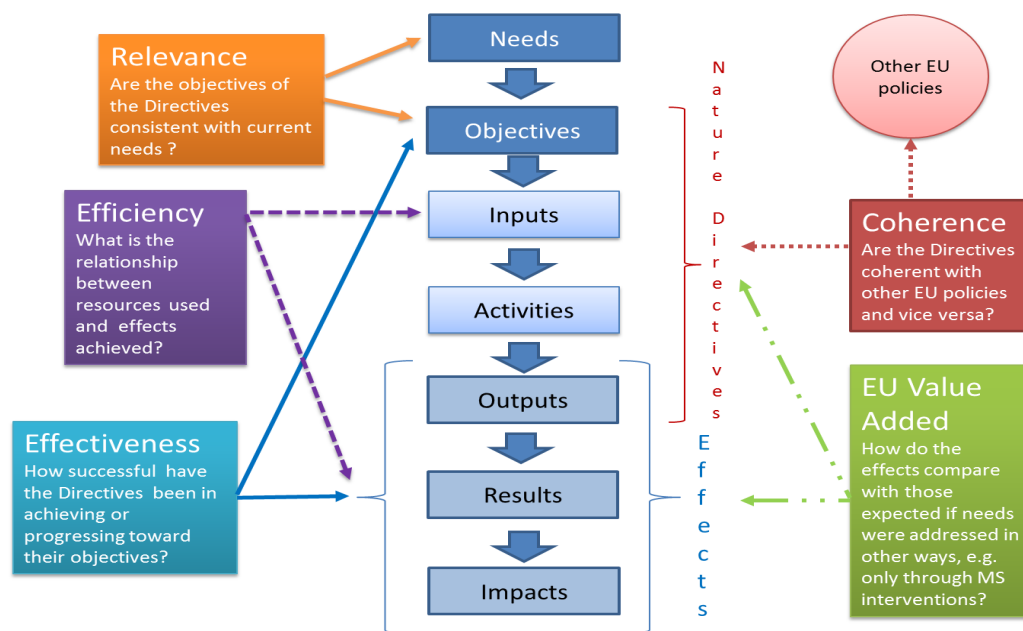 Relevance
Are the objectives of
the Directives
consistent with current
needs ?
Efficiency
What is the
relationship
between
resources used
and effects
achieved?
Effectiveness
How successful have
the Directives been in
achieving or
progressing toward
their objectives?
Needs
Objectives
Inputs
Activities
Outputs
Results
Impacts
Nature Directives
Effects
Other EU
policies
Coherence
Are the Directives
coherent with
other EU policies
and vice versa?
EU Value
Added
How do the
effects compare
with those
expected if needs
were addressed in
other ways, e.g.
only through MS
interventions?